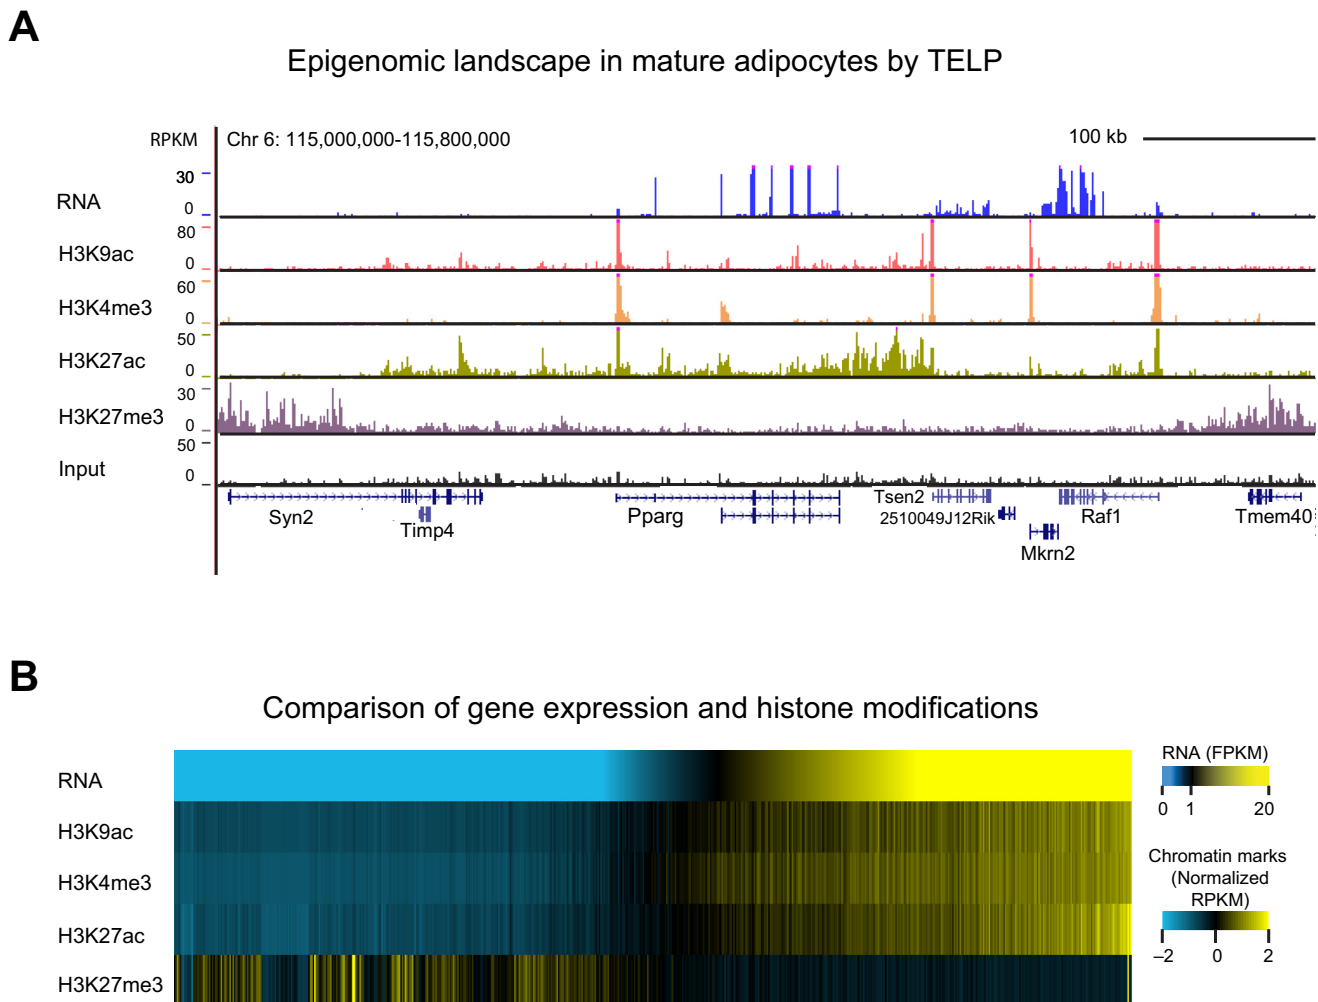 A
Epigenomic landscape in mature adipocytes by TELP
RPKM
Chr 6: 115,000,000-115,800,000
100 kb
RNA
30
0
H3K9ac
80
0
H3K4me3
60
0
H3K27ac
50
0
H3K27me3
30
0
Input
50
0
Syn2
Timp4
Pparg
Tsen2
2510049J12Rik
Mkrn2
Raf1
Tmem40
B
Comparison of gene expression and histone modifications
RNA
H3K9ac
H3K4me3
H3K27ac
H3K27me3
RNA (FPKM)
0 1 20
Chromatin marks
(Normalized
RPKM)
−2 0 2